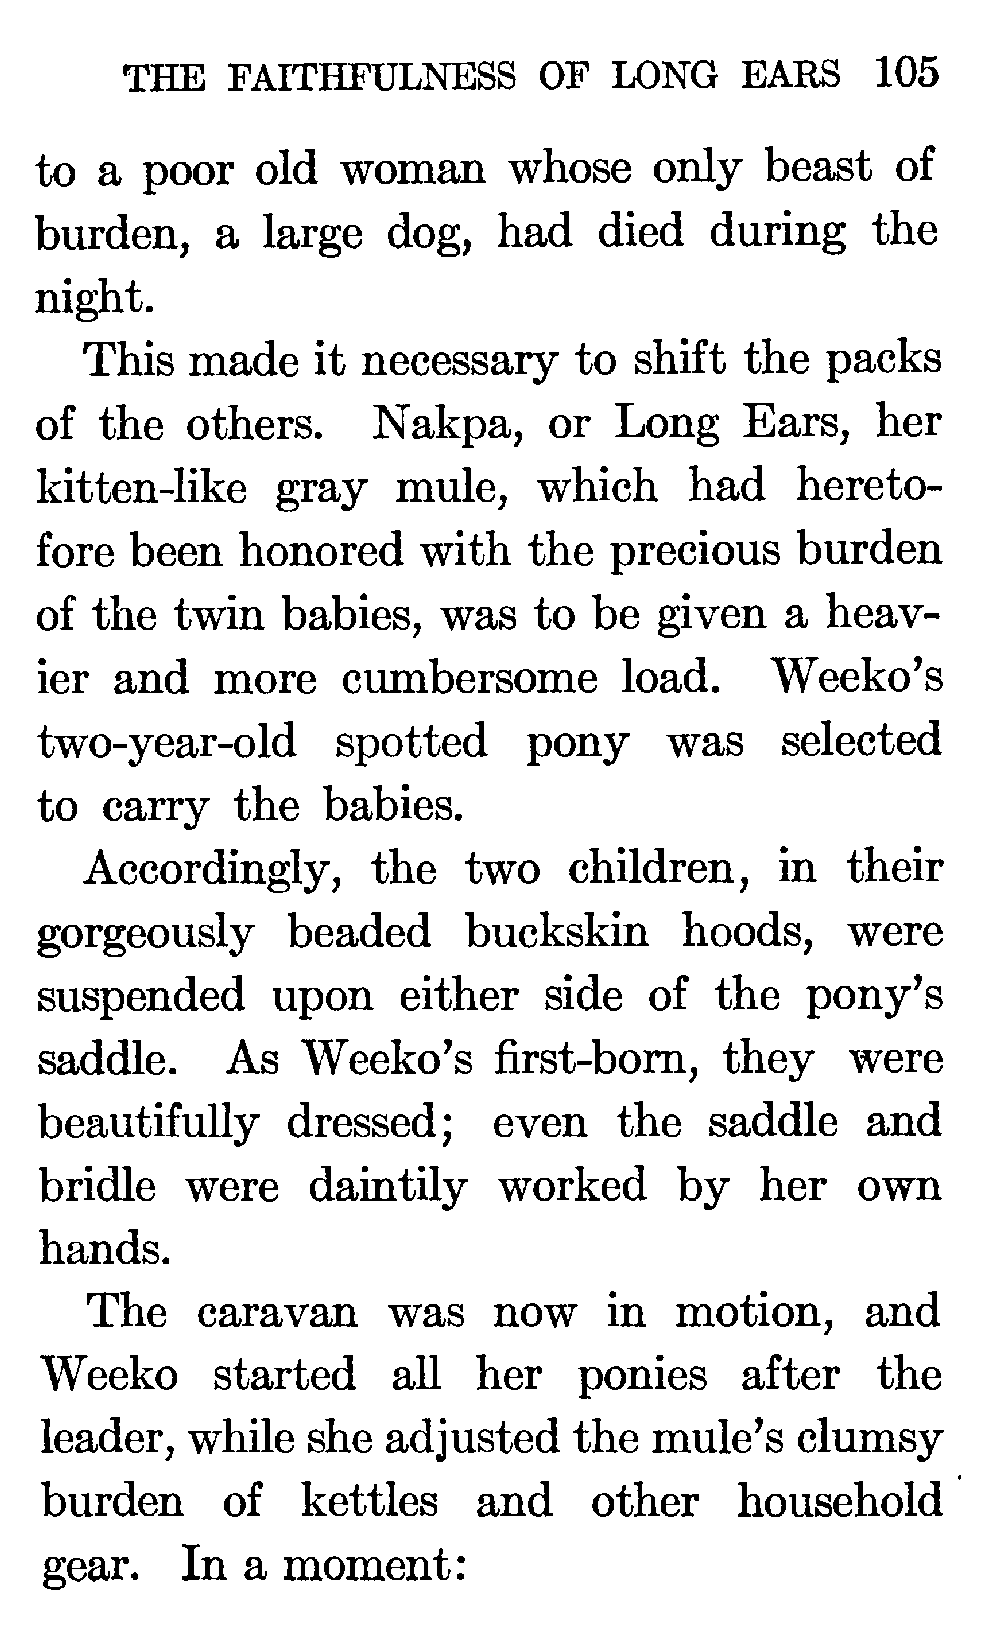 THE FAITHFULNESS OF LONG EARS 105
to a poor old woman whose only beast of
burden, a large dog, had died during the
night.
This made it necessary to shift the packs
of the others. Nakpa, or Long Ears, her
kitten-like gray mule, which had hereto-
fore been honored with the precious burden
of the twin babies, was to be given a heav-
ier and more cumbersome load. Weeko's
two-year-old spotted pony was selected
to carry the babies.
Accordingly, the two children, in their
gorgeously beaded buckskin hoods, were
suspended upon either side of the pony's
saddle. As Weeko's first-born, they were
beautifully dressed; even the saddle and
bridle were daintily worked by her own
hands.
The caravan was now in motion, and
Weeko started all her ponies after the
leader, while she adjusted the mule's clumsy
burden of kettles and other household
gear. In a moment: